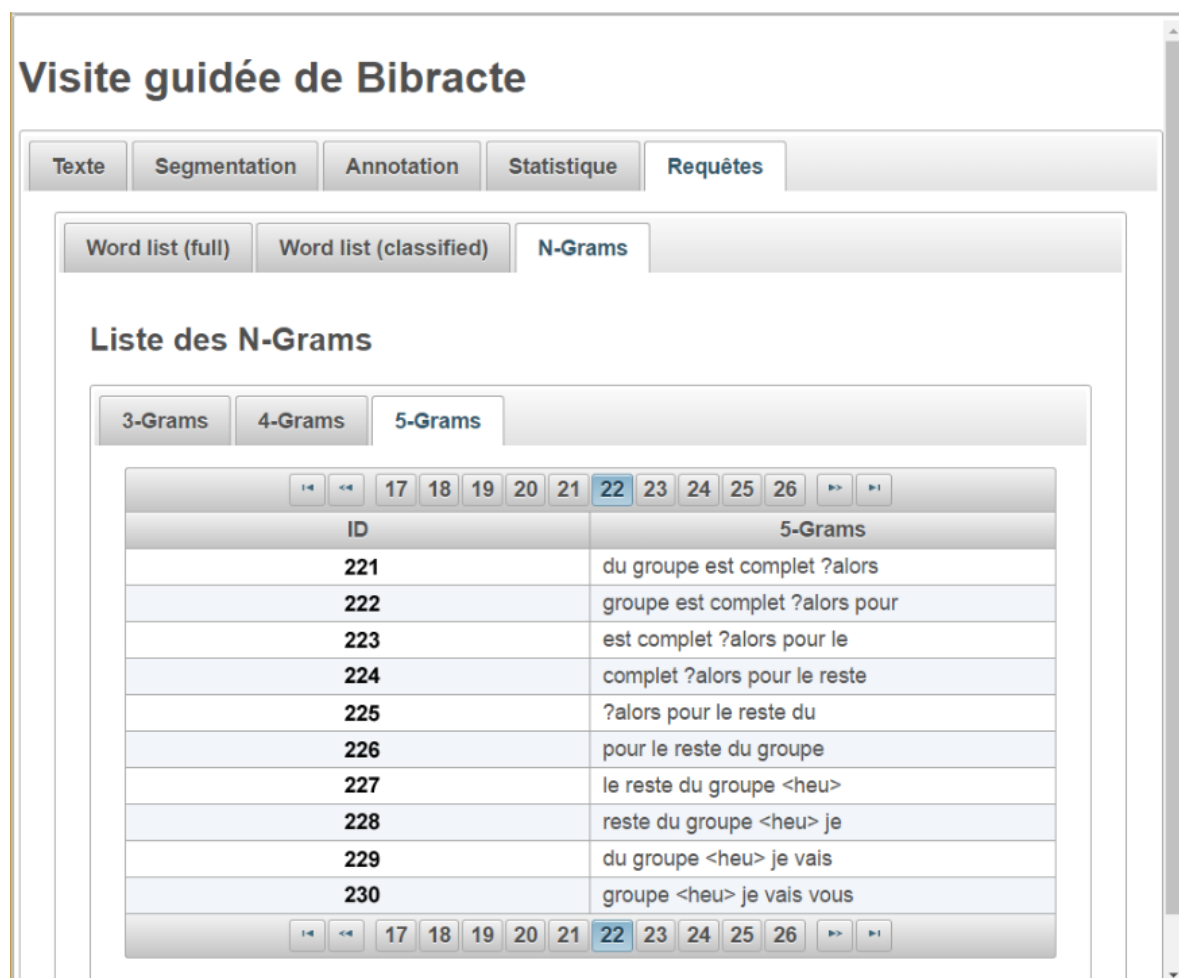 Visite guidée de Bibracte
Texte Segmentation Annotation Statistique Requêtes
Word list (full) Word list (classified) N-Grams
Liste des N-Grams
3-Grams 4-Grams 5-Grams
17 18 19 20 21 22 23 24 25 26
ID 5-Grams
221 du groupe est complet ?alors
222 groupe est complet ?alors pour
223 est complet ?alors pour le
224 complet ?alors pour le reste
225 ?alors pour le reste du
226 pour le reste du groupe
227 le reste du groupe <heu>
228 reste du groupe <heu> je
229 du groupe <heu> je vais
230 groupe <heu> je vais vous
17 18 19 20 21 22 23 24 25 26